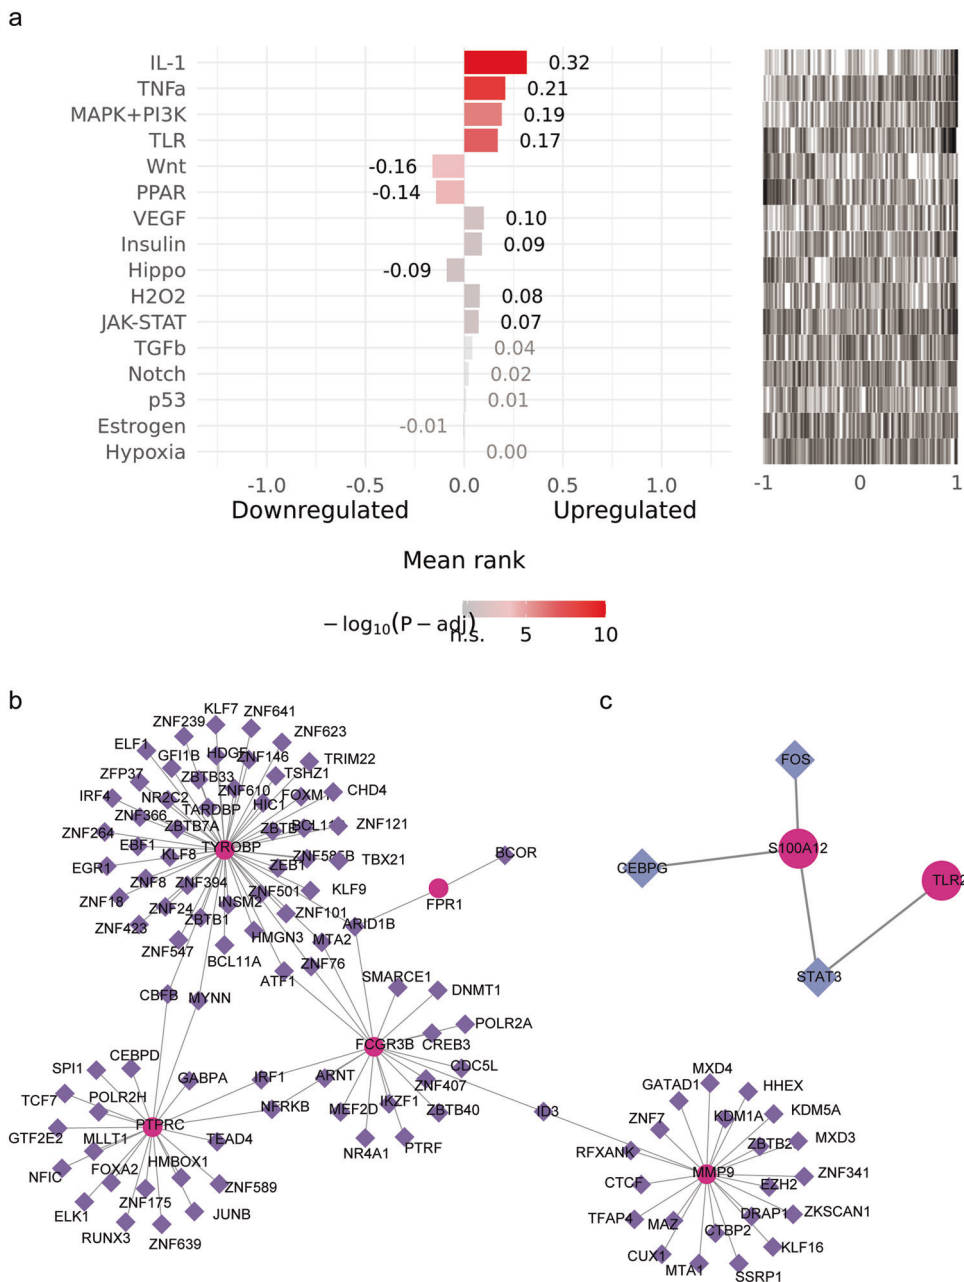 a
IL-1 0.32
TNFa 0.21
MAPK+PI3K 0.19
TLR 0.17
Wnt -0.16
PPAR -0.14
VEGF 0.10
Insulin 0.09
Hippo -0.09
H2O2 0.08
JAK-STAT 0.07
TGFb 0.04
Notch 0.02
p53 0.01
Estrogen -0.01
Hypoxia 0.00
-1.0 -0.5 0.0 0.5 1.0 -1 0 1
Downregulated Upregulated
Mean rank
−log10(P−adj) n.s. 5 10
b
KLF7
ZNF641
ZNF239
ZNF623
ELF1
HDGF
GFI1B
ZNF146
TRIM22
ZFP37
ZBTB33
TSHZ1
IRF4
NR2C2
ZNF610
FOXM1
CHD4
TARDBP
HIC1
ZNF366
ZNF264
ZBTB7A
BCL11
ZNF121
EBF1
TYROBP
KLF8
TBX21
EGR1
ZEB1
ZNF8
ZNF394
ZNF501
KLF9
ZNF18
ZNF24
INSM2
ZNF101
ZNF423
ZBTB1
HMGN3
MTA2
ARID1B
ZNF547
BCL11A
ZNF76
ATF1
BCOR
FPR1
CBFB
MYNN
SMARCE1
DNMT1
POLR2A
FCGR3B
CREB3
CDC5L
ZNF407
IRF1
ARNT
NFRKB
MEF2D
IKZF1
ZBTB40
NR4A1
PTRF
ID3
SPI1
CEBPD
GABPA
TCF7
POLR2H
PTPRC
GTF2E2
MLLT1
TEAD4
NFIC
FOXA2
HMBOX1
ZNF589
ELK1
ZNF175
JUNB
RUNX3
ZNF639
MXD4
GATAD1
HHEX
ZNF7
KDM1A
KDM5A
ZBTB2
MXD3
RFXANK
MMP9
ZNF341
CTCF
EZH2
TFAP4
MAZ
DRAP1
ZKSCAN1
CTBP2
CUX1
KLF16
MTA1
SSRP1
c
FOS
S100A12
CEBPG
TLR2
STAT3